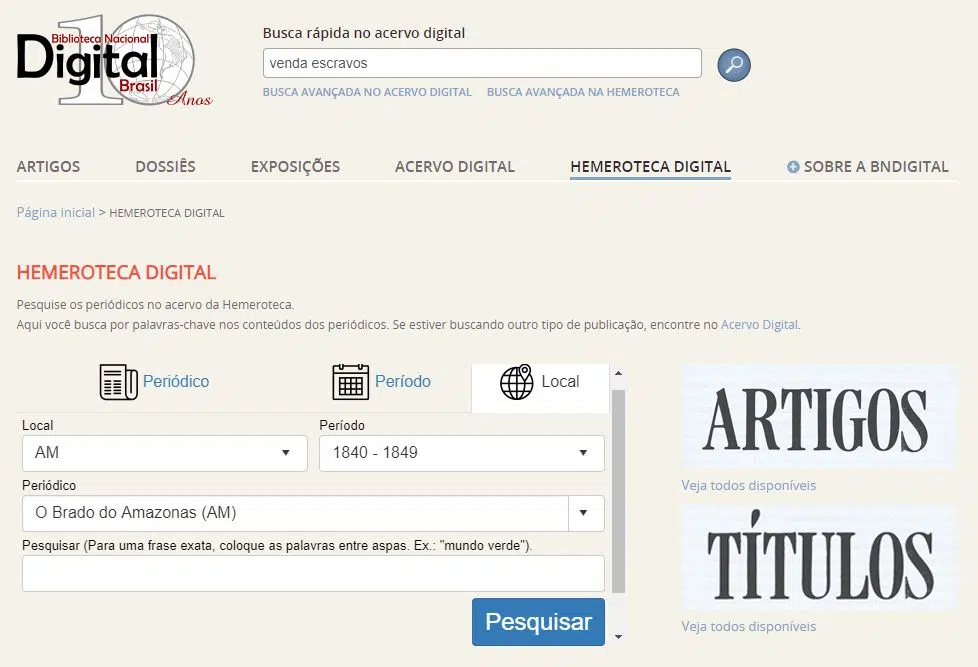 10
Biblioteca Nacional
Digital
Brasil
Anos
Busca rápida no acervo digital
venda escravos
BUSCA AVANÇADA NO ACERVO DIGITAL BUSCA AVANÇADA NA HEMEROTECA
ARTIGOS DOSSIÊS EXPOSIÇÕES ACERVO DIGITAL HEMEROTECA DIGITAL SOBRE A BNDIGITAL
Página inicial > HEMEROTECA DIGITAL
HEMEROTECA DIGITAL
Pesquise os periódicos no acervo da Hemeroteca.
Aqui você busca por palavras-chave nos conteúdos dos periódicos. Se estiver buscando outro tipo de publicação, encontre no Acervo Digital.
Periódico Período Local
Local Período
AM 1840 - 1849
Periódico
O Brado do Amazonas (AM)
Pesquisar (Para uma frase exata, coloque as palavras entre aspas. Ex.: "mundo verde").
Pesquisar
ARTIGOS
Veja todos disponíveis
TÍTULOS
Veja todos disponíveis